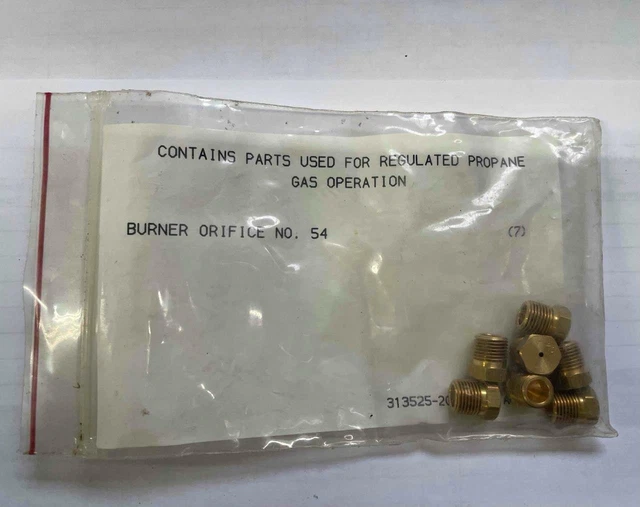 CONTAINS PARTS USED FOR REGULATED PROPANE
GAS OPERATION
BURNER ORIFICE NO. 54 (7)